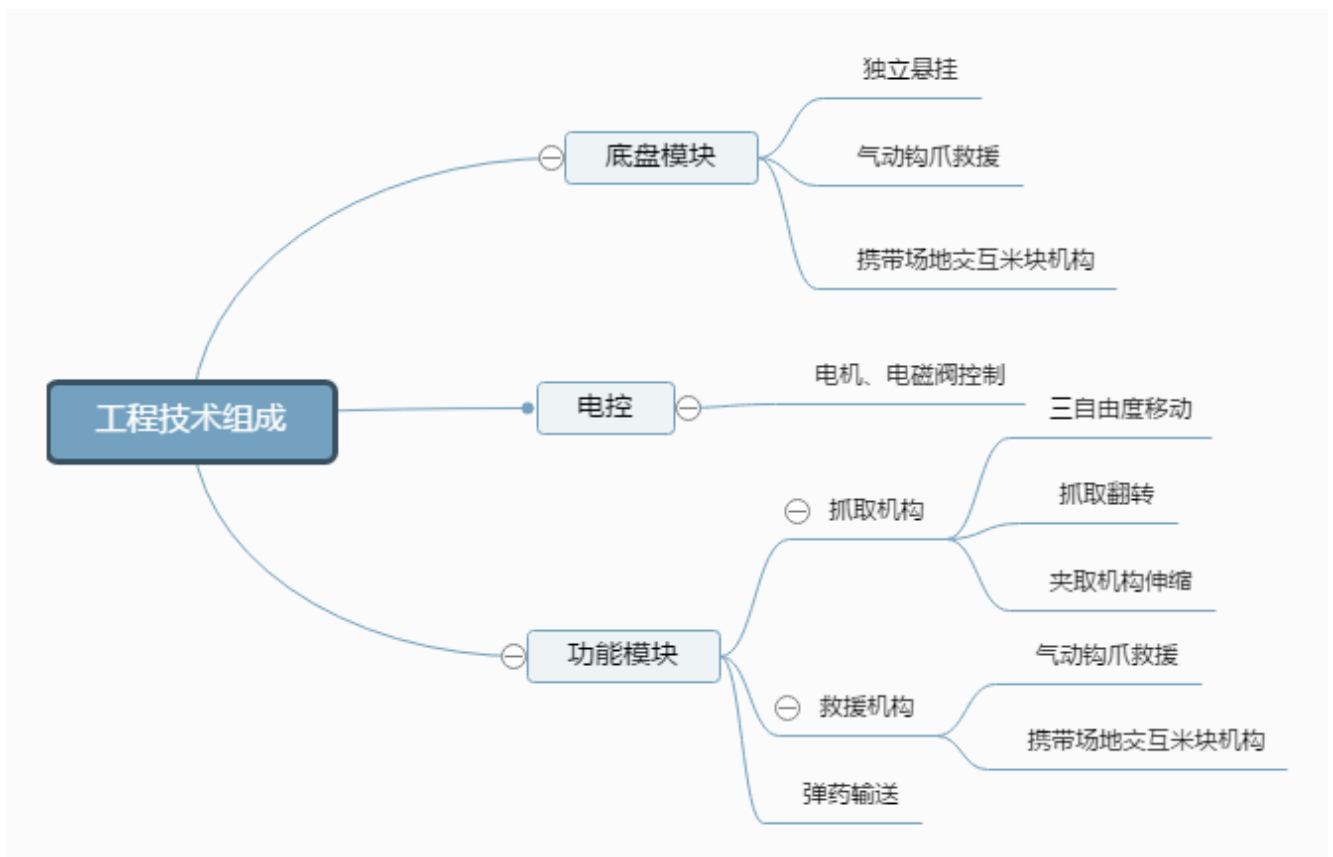 独立悬挂
底盘模块
气动钩爪救援
携带场地交互米块机构
工程技术组成
电控
电机、电磁阀控制
三自由度移动
抓取机构
抓取翻转
夹取机构伸缩
功能模块
气动钩爪救援
救援机构
携带场地交互米块机构
弹药输送